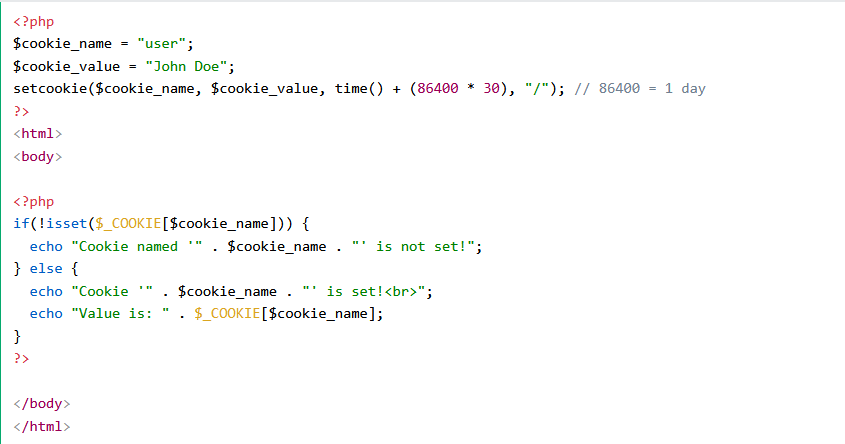 <?php
$cookie_name = "user";
$cookie_value = "John Doe";
setcookie($cookie_name, $cookie_value, time() + (86400 * 30), "/"); // 86400 = 1 day
?>
<html>
<body>

<?php
if(!isset($_COOKIE[$cookie_name])) {
  echo "Cookie named '" . $cookie_name . "' is not set!";
} else {
  echo "Cookie '" . $cookie_name . "' is set!<br>";
  echo "Value is: " . $_COOKIE[$cookie_name];
}
?>

</body>
</html>